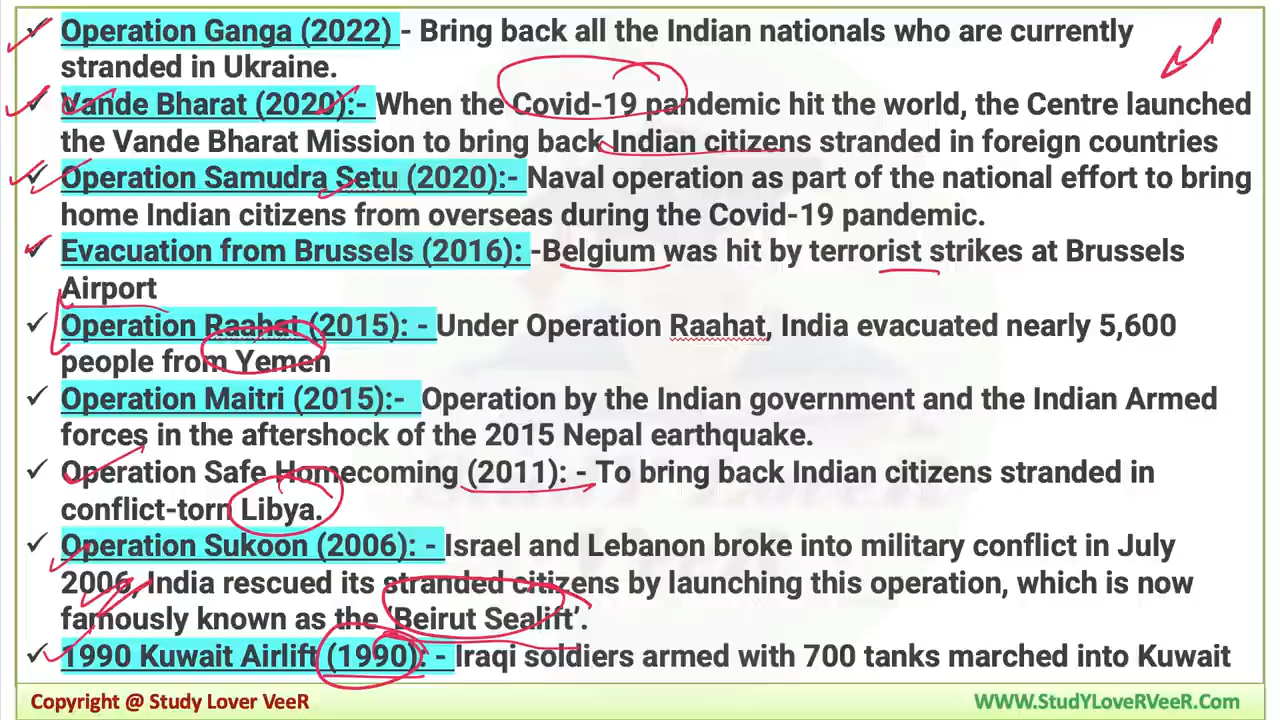 ✓ Operation Ganga (2022) - Bring back all the Indian nationals who are currently
stranded in Ukraine.
✓ Vande Bharat (2020):- When the Covid-19 pandemic hit the world, the Centre launched
the Vande Bharat Mission to bring back Indian citizens stranded in foreign countries
✓ Operation Samudra Setu (2020):- Naval operation as part of the national effort to bring
home Indian citizens from overseas during the Covid-19 pandemic.
✓ Evacuation from Brussels (2016): -Belgium was hit by terrorist strikes at Brussels
Airport
✓ Operation Raahat (2015): - Under Operation Raahat, India evacuated nearly 5,600
people from Yemen
✓ Operation Maitri (2015):- Operation by the Indian government and the Indian Armed
forces in the aftershock of the 2015 Nepal earthquake.
✓ Operation Safe Homecoming (2011): - To bring back Indian citizens stranded in
conflict-torn Libya.
✓ Operation Sukoon (2006): - Israel and Lebanon broke into military conflict in July
2006, India rescued its stranded citizens by launching this operation, which is now
famously known as the ‘Beirut Sealift’.
✓ 1990 Kuwait Airlift (1990): - Iraqi soldiers armed with 700 tanks marched into Kuwait
Copyright @ Study Lover VeeR
WWW.StudYLoveRVeeR.Com